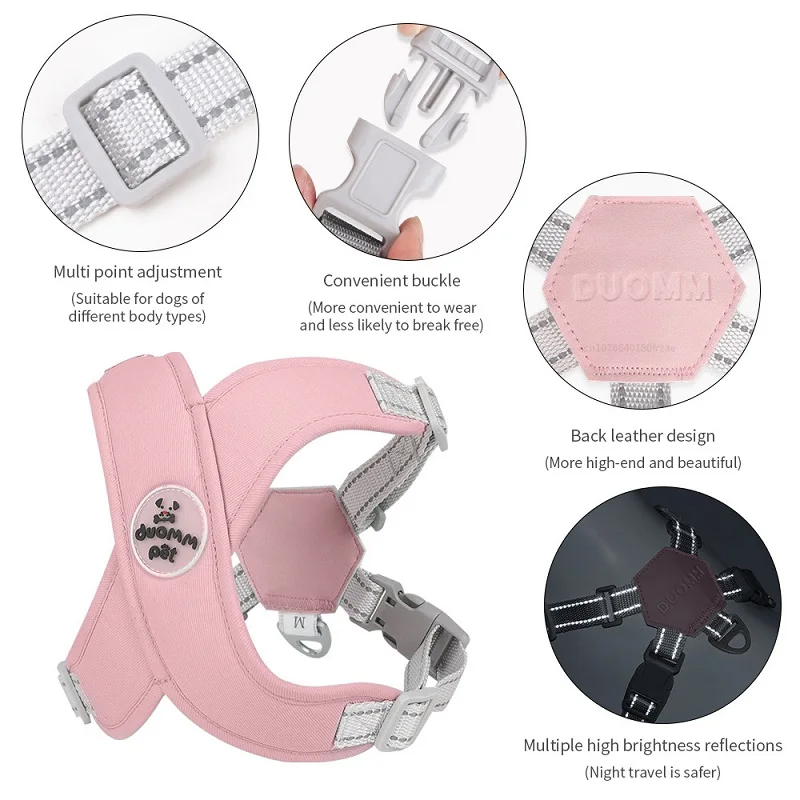 Multi point adjustment
(Suitable for dogs of
different body types)
Convenient buckle
(More convenient to wear
and less likely to break free)
DUOMM
Back leather design
(More high-end and beautiful)
duomm
pet
M
DUOMM
Multiple high brightness reflections
(Night travel is safer)